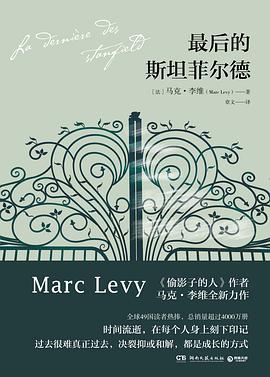 La dernière des
stanfield
最后的
斯坦菲尔德
［法］马克·李维（Marc Levy）——著
章文——译
Marc Levy
《偷影子的人》作者
马克·李维全新力作
全球49国读者热捧，总销量超过4000万册
时间流逝，在每个人身上刻下印记
过去很难真正过去，决裂抑或和解，都是成长的方式
湖南文艺出版社
博集天卷